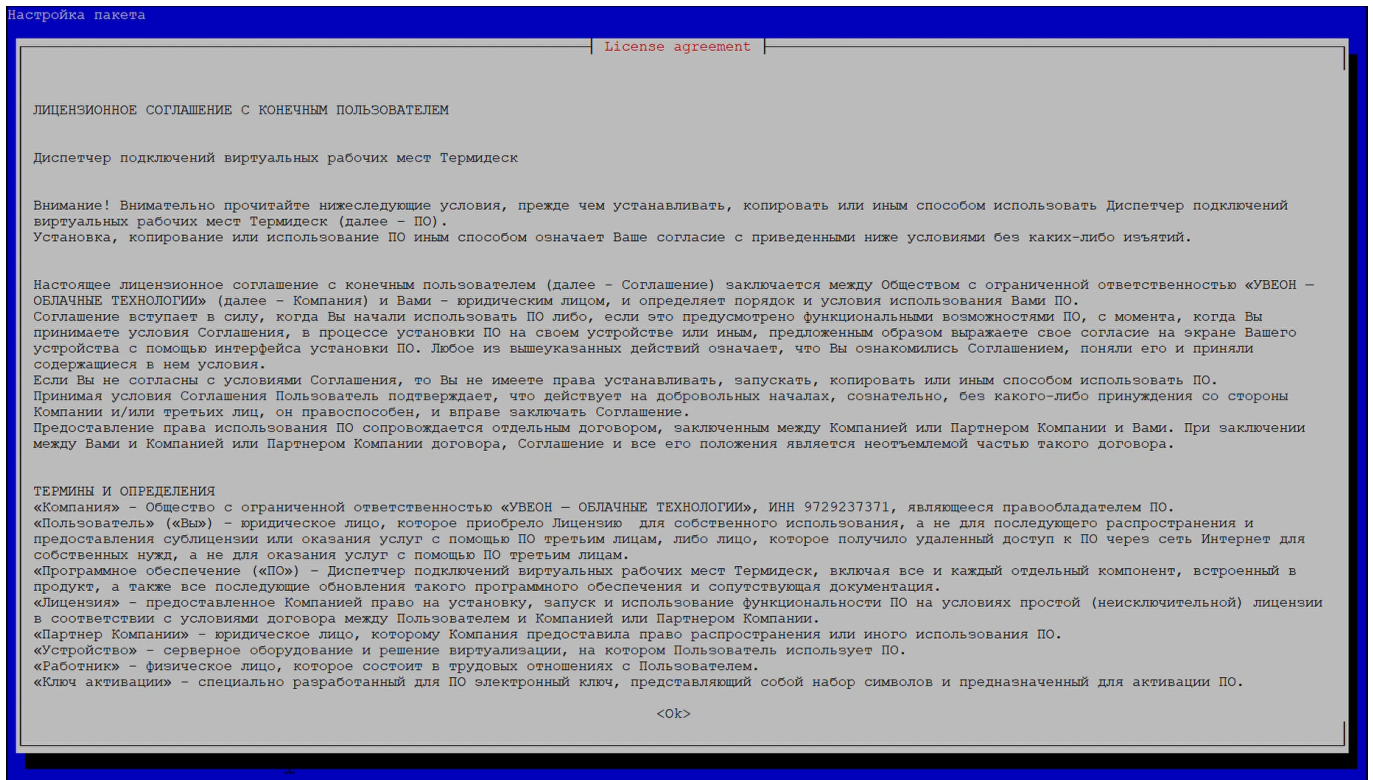 Настройка пакета
License agreement
ЛИЦЕНЗИОННОЕ СОГЛАШЕНИЕ С КОНЕЧНЫМ ПОЛЬЗОВАТЕЛЕМ
Диспетчер подключений виртуальных рабочих мест Термидеск
Внимание! Внимательно прочитайте нижеследующие условия, прежде чем устанавливать, копировать или иным способом использовать Диспетчер подключений
виртуальных рабочих мест Термидеск (далее – ПО).
Установка, копирование или использование ПО иным способом означает Ваше согласие с приведенными ниже условиями без каких-либо изъятий.
Настоящее лицензионное соглашение с конечным пользователем (далее – Соглашение) заключается между Обществом с ограниченной ответственностью «УВЕОН –
ОБЛАЧНЫЕ ТЕХНОЛОГИИ» (далее – Компания) и Вами – юридическим лицом, и определяет порядок и условия использования Вами ПО.
Соглашение вступает в силу, когда Вы начали использовать ПО либо, если это предусмотрено функциональными возможностями ПО, с момента, когда Вы
принимаете условия Соглашения, в процессе установки ПО на своем устройстве или иным, предложенным образом выражаете свое согласие на экране Вашего
устройства с помощью интерфейса установки ПО. Любое из вышеуказанных действий означает, что Вы ознакомились Соглашением, поняли его и приняли
содержащиеся в нем условия.
Если Вы не согласны с условиями Соглашения, то Вы не имеете права устанавливать, запускать, копировать или иным способом использовать ПО.
Принимая условия Соглашения Пользователь подтверждает, что действует на добровольных началах, сознательно, без какого-либо принуждения со стороны
Компании и/или третьих лиц, он правоспособен, и вправе заключать Соглашение.
Предоставление права использования ПО сопровождается отдельным договором, заключенным между Компанией или Партнером Компании и Вами. При заключении
между Вами и Компанией или Партнером Компании договора, Соглашение и все его положения является неотъемлемой частью такого договора.
ТЕРМИНЫ И ОПРЕДЕЛЕНИЯ
«Компания» – Общество с ограниченной ответственностью «УВЕОН – ОБЛАЧНЫЕ ТЕХНОЛОГИИ», ИНН 9729237371, являющееся правообладателем ПО.
«Пользователь» («Вы») – юридическое лицо, которое приобрело Лицензию  для собственного использования, а не для последующего распространения и
предоставления сублицензии или оказания услуг с помощью ПО третьим лицам, либо лицо, которое получило удаленный доступ к ПО через сеть Интернет для
собственных нужд, а не для оказания услуг с помощью ПО третьим лицам.
«Программное обеспечение («ПО») – Диспетчер подключений виртуальных рабочих мест Термидеск, включая все и каждый отдельный компонент, встроенный в
продукт, а также все последующие обновления такого программного обеспечения и сопутствующая документация.
«Лицензия» – предоставленное Компанией право на установку, запуск и использование функциональности ПО на условиях простой (неисключительной) лицензии
в соответствии с условиями договора между Пользователем и Компанией или Партнером Компании.
«Партнер Компании» – юридическое лицо, которому Компания предоставила право распространения или иного использования ПО.
«Устройство» – серверное оборудование и решение виртуализации, на котором Пользователь использует ПО.
«Работник» – физическое лицо, которое состоит в трудовых отношениях с Пользователем.
«Ключ активации» – специально разработанный для ПО электронный ключ, представляющий собой набор символов и предназначенный для активации ПО.
<Ok>